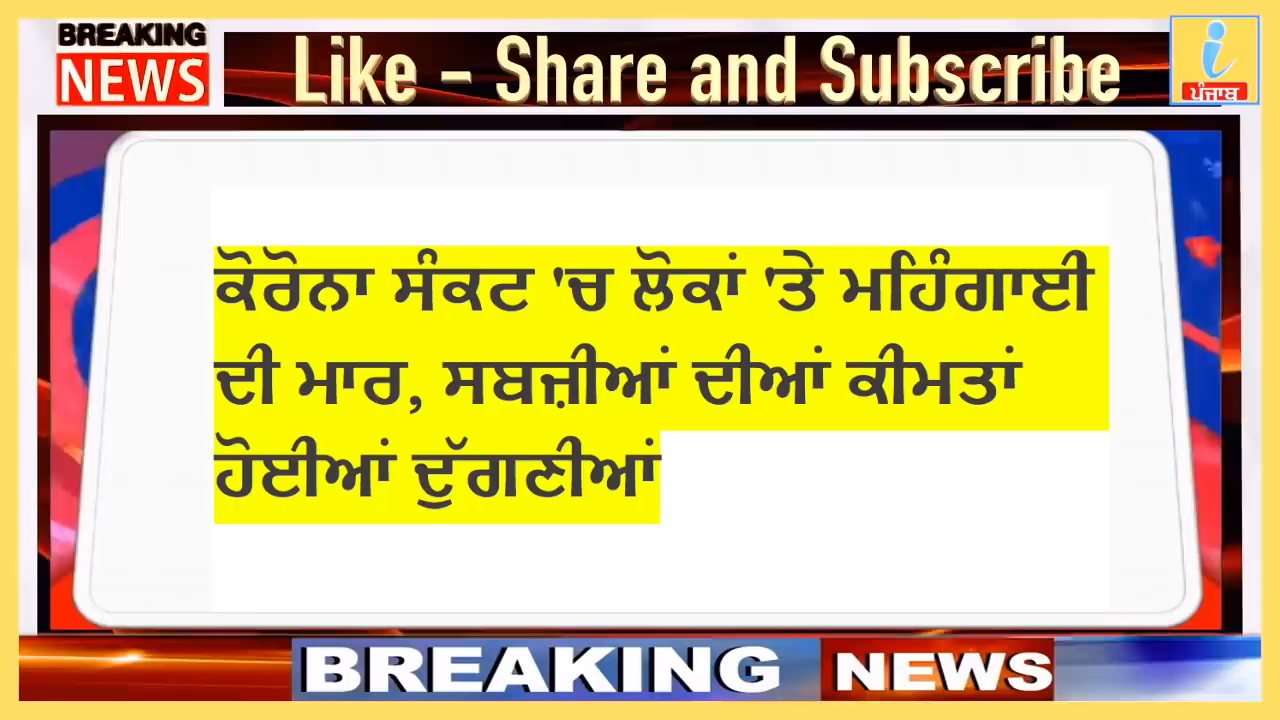 BREAKING
NEWS
Like – Share and Subscribe
i
ਪੰਜਾਬ
ਕੋਰੋਨਾ ਸੰਕਟ 'ਚ ਲੋਕਾਂ 'ਤੇ ਮਹਿੰਗਾਈ
ਦੀ ਮਾਰ, ਸਬਜ਼ੀਆਂ ਦੀਆਂ ਕੀਮਤਾਂ
ਹੋਈਆਂ ਦੁੱਗਣੀਆਂ
BREAKING NEWS